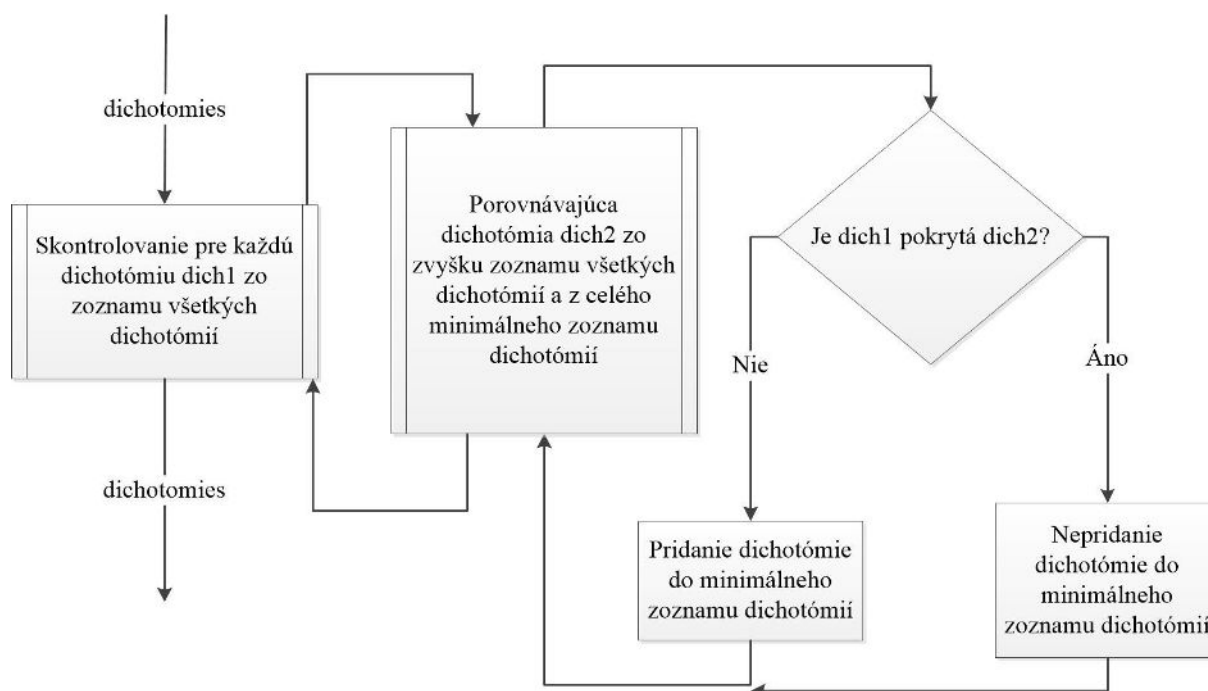 dichotomies
Skontrolovanie pre každú
dichotómiu dich1 zo
zoznamu všetkých
dichotómií
dichotomies
Porovnávajúca
dichotómia dich2 zo
zvyšku zoznamu všetkých
dichotómií a z celého
minimálneho zoznamu
dichotómií
Je dich1 pokrytá dich2?
Nie
Áno
Pridanie dichotómie
do minimálneho
zoznamu dichotómií
Nepridanie
dichotómie do
minimálneho
zoznamu dichotómií